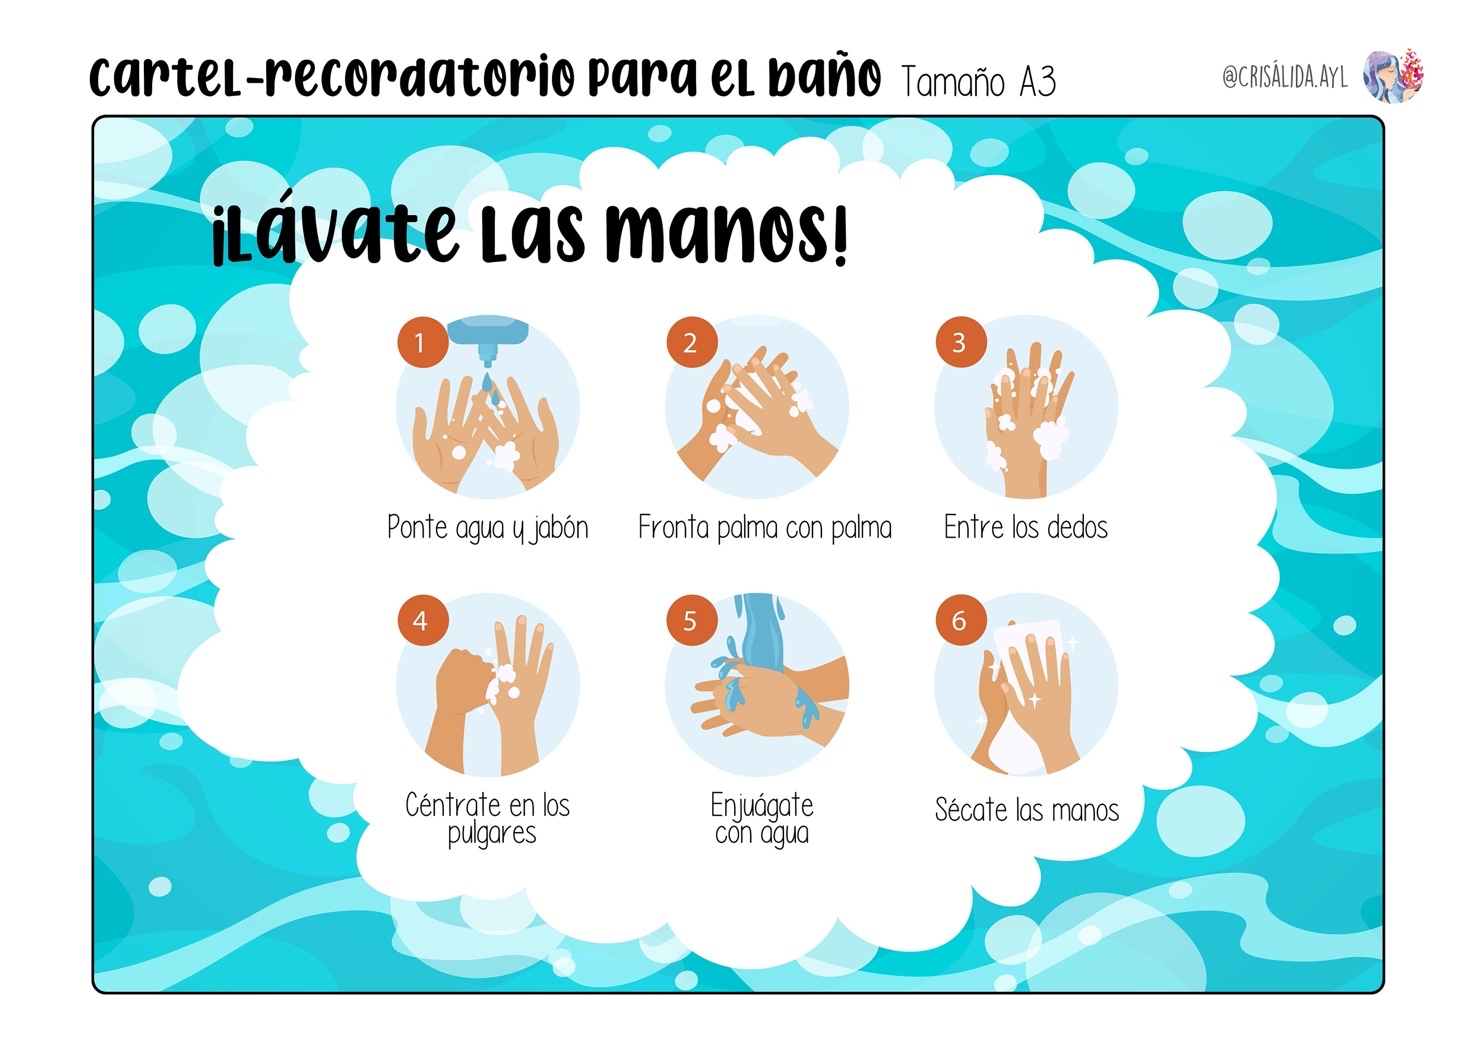 Cartel-recordatorio para el baño Tamaño A3
@CRISÁLIDA.AYL
¡Lávate las manos!
1
2
3
Ponte agua y jabón
Fronta palma con palma
Entre los dedos
4
5
6
Céntrate en los
pulgares
Enjuágate
con agua
Sécate las manos